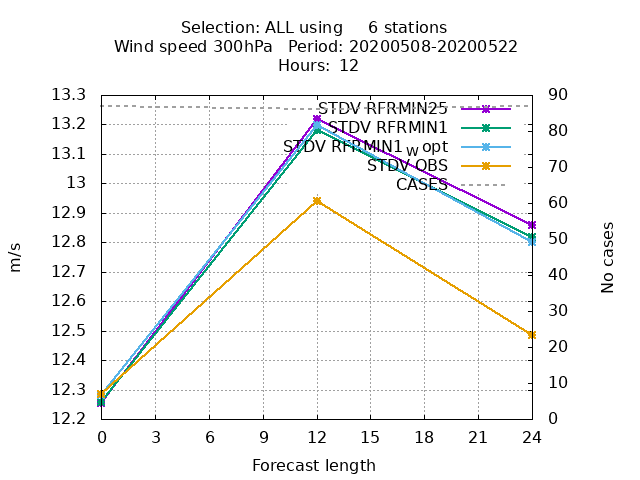 Selection: ALL using     6 stations
Wind speed 300hPa   Period: 20200508-20200522
Hours:  12
13.3
13.2
13.1
13
12.9
12.8
12.7
12.6
12.5
12.4
12.3
12.2
m/s
STDV RFRMIN25
STDV RFRMIN1
STDV RFRMIN1 w opt
STDV OBS
CASES
90
80
70
60
50
40
30
20
10
0
No cases
0 3 6 9 12 15 18 21 24
Forecast length